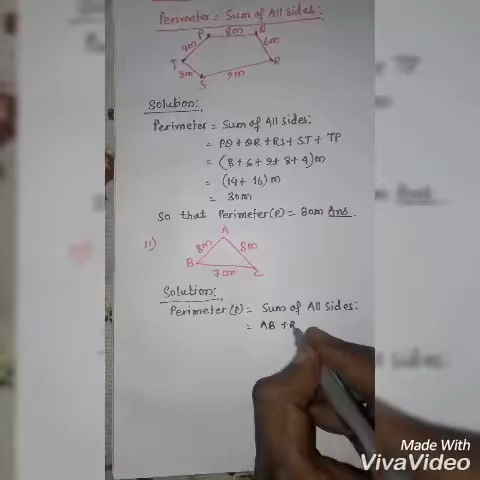 Perimeter = Sum of All sides:
P 8m Q
4m 6m
T R
3m S 9m
Solution:
Perimeter = Sum of All sides:
= PQ + QR + RS + ST + TP
= (8 + 6 + 9 + 3 + 4)m
= (14 + 16)m
= 30m
So that Perimeter(P) = 30m Ans.
ii)
A
8m 8m
B 7cm C
Solution:
Perimeter(P) = Sum of All sides:
= AB + B
Made With
VivaVideo